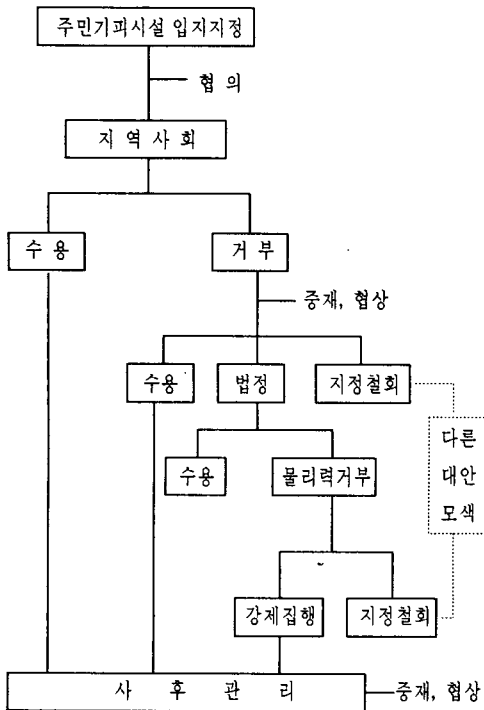 주민기피시설 입지지정
협 의
지 역 사 회
수 용
거 부
중재, 협상
수용
법정
지정철회
다른
대안
모색
수용
물리력거부
강제집행
지정철회
사 후 관 리
중재, 협상